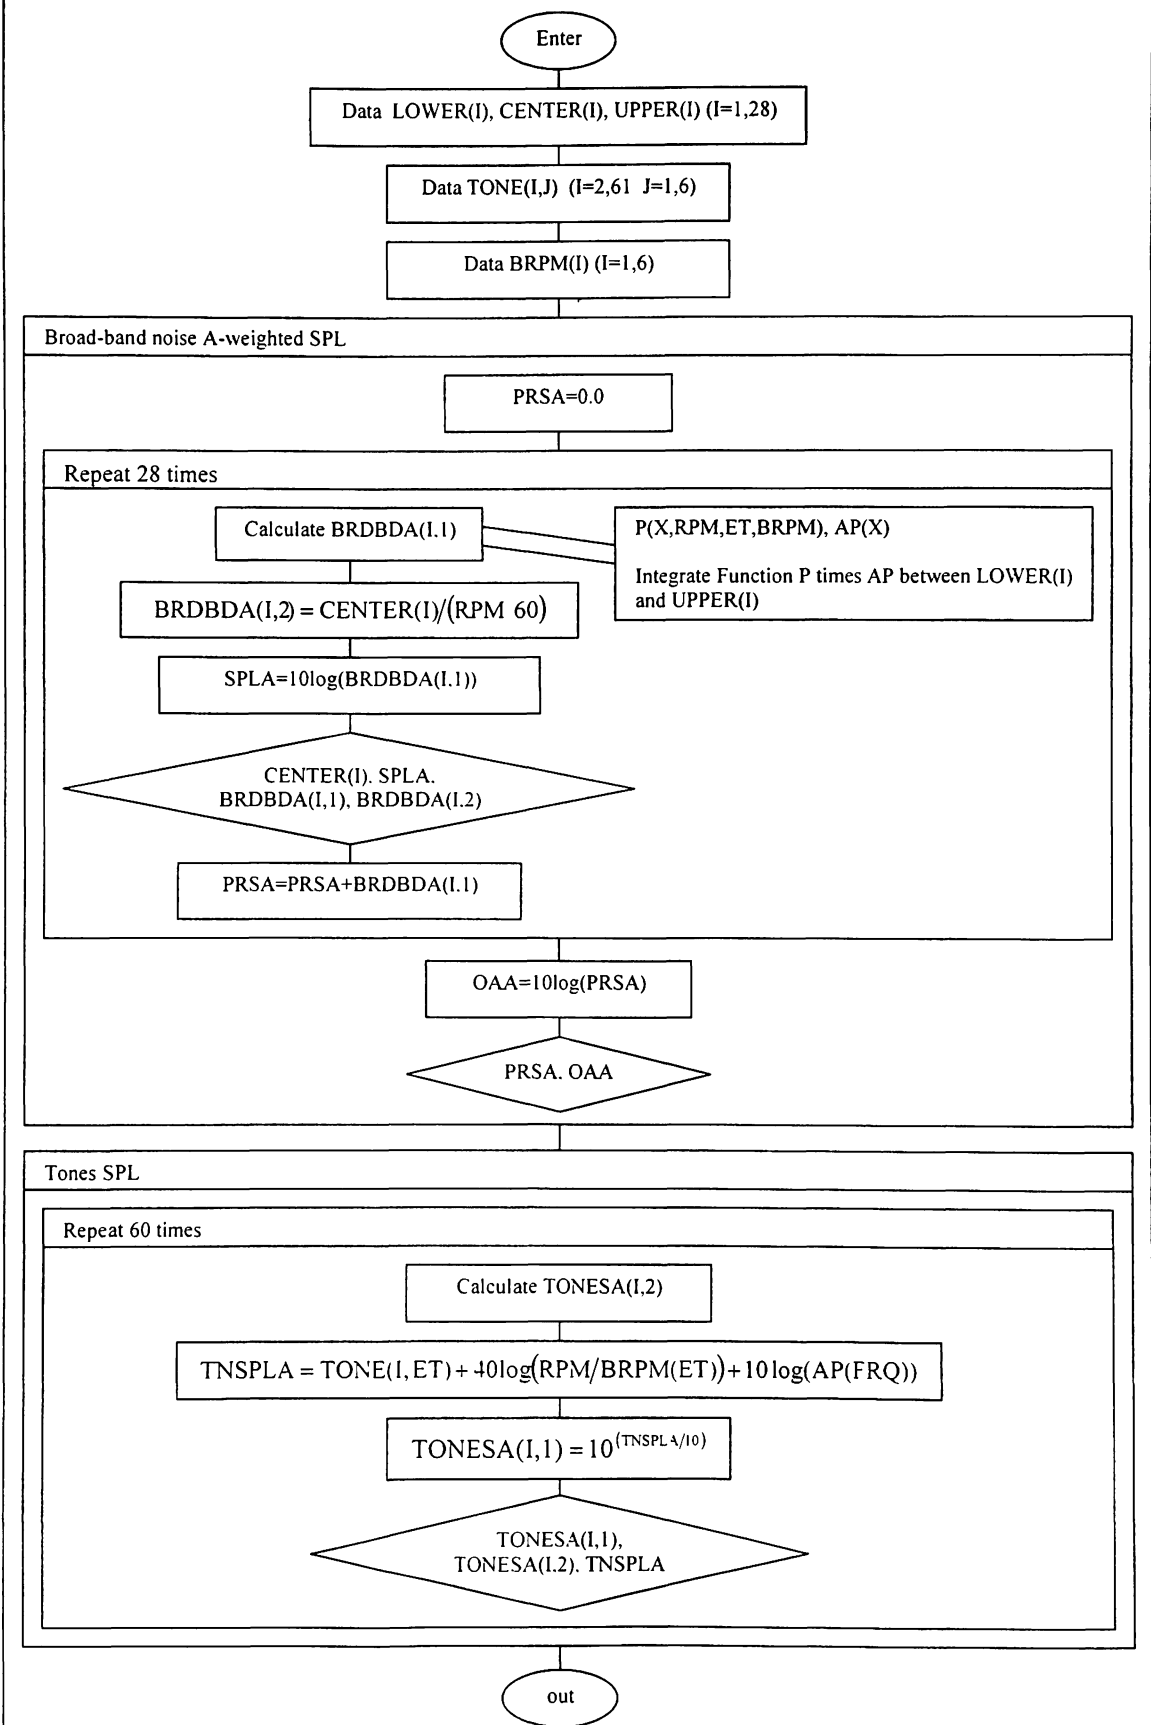 Enter
Data LOWER(I), CENTER(I), UPPER(I) (I=1,28)
Data TONE(I,J) (I=2,61 J=1,6)
Data BRPM(I) (I=1,6)
Broad-band noise A-weighted SPL
PRSA=0.0
Repeat 28 times
Calculate BRDBDA(I.1)
P(X,RPM,ET,BRPM), AP(X)
Integrate Function P times AP between LOWER(I)
and UPPER(I)
BRDBDA(I,2) = CENTER(I)/(RPM 60)
SPLA=10log(BRDBDA(I.1))
CENTER(I). SPLA.
BRDBDA(I,1), BRDBDA(I.2)
PRSA=PRSA+BRDBDA(I.1)
OAA=10log(PRSA)
PRSA. OAA
Tones SPL
Repeat 60 times
Calculate TONESA(I,2)
TNSPLA = TONE(I, ET) + 40log(RPM/BRPM(ET)) + 10log(AP(FRQ))
TONESA(I,1) = 10^(TNSPLA/10)
TONESA(I,1),
TONESA(I.2). TNSPLA
out